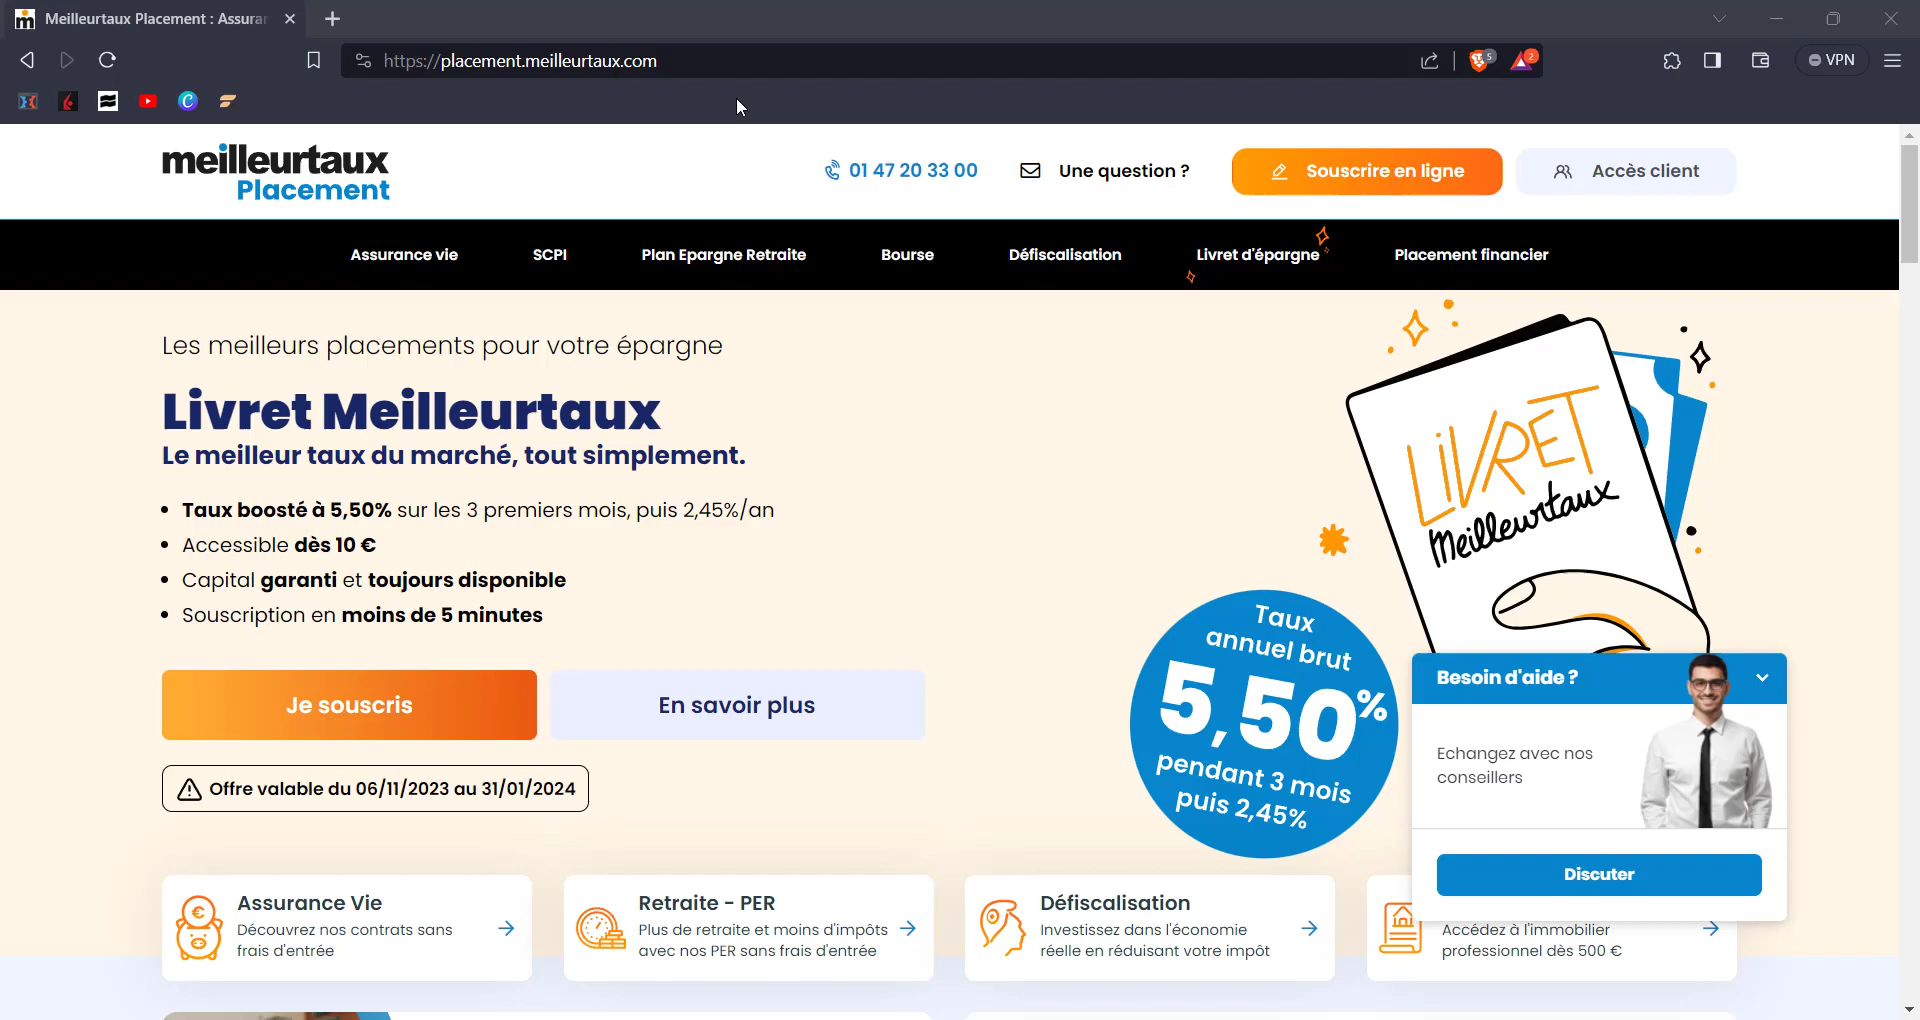 Meilleurtaux Placement : Assura
https://placement.meilleurtaux.com
5
2
VPN
meilleurtaux
Placement
01 47 20 33 00
Une question ?
Souscrire en ligne
Accès client
Assurance vie
SCPI
Plan Epargne Retraite
Bourse
Défiscalisation
Livret d'épargne
Placement financier
Les meilleurs placements pour votre épargne
Livret Meilleurtaux
Le meilleur taux du marché, tout simplement.
• Taux boosté à 5,50% sur les 3 premiers mois, puis 2,45%/an
• Accessible dès 10 €
• Capital garanti et toujours disponible
• Souscription en moins de 5 minutes
Je souscris
En savoir plus
Offre valable du 06/11/2023 au 31/01/2024
LIVRET
Meilleurtaux
Taux
annuel brut
5,50%
pendant 3 mois
puis 2,45%
Besoin d'aide ?
Echangez avec nos
conseillers
Discuter
Assurance Vie
Découvrez nos contrats sans
frais d'entrée
Retraite - PER
Plus de retraite et moins d'impôts
avec nos PER sans frais d'entrée
Défiscalisation
Investissez dans l'économie
réelle en réduisant votre impôt
Accédez à l'immobilier
professionnel dès 500 €